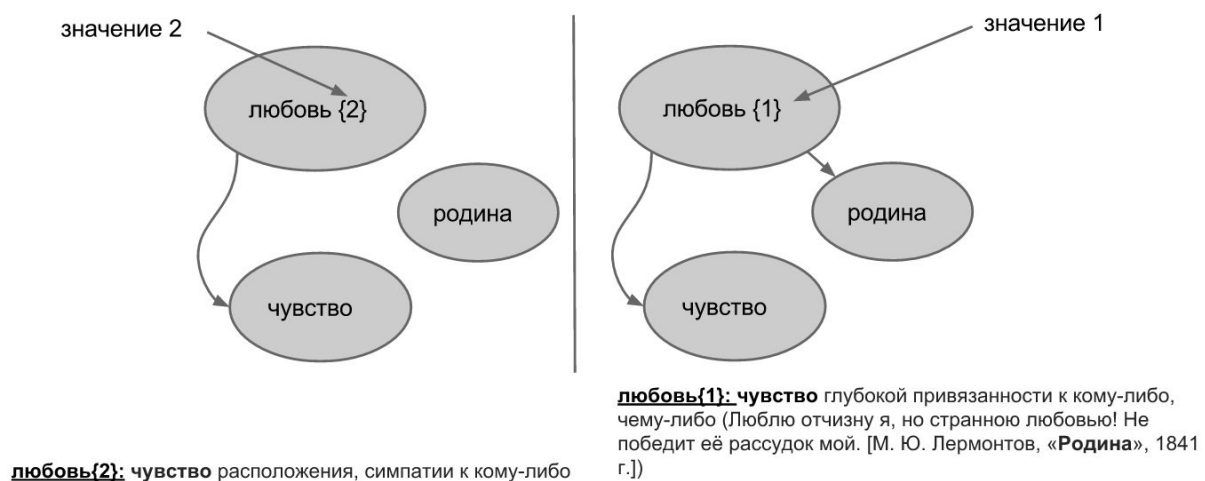 значение 2
любовь {2}
родина
чувство
любовь{2}: чувство расположения, симпатии к кому-либо
значение 1
любовь {1}
родина
чувство
любовь{1}: чувство глубокой привязанности к кому-либо,
чему-либо (Люблю отчизну я, но странною любовью! Не
победит её рассудок мой. [М. Ю. Лермонтов, «Родина», 1841
г.])